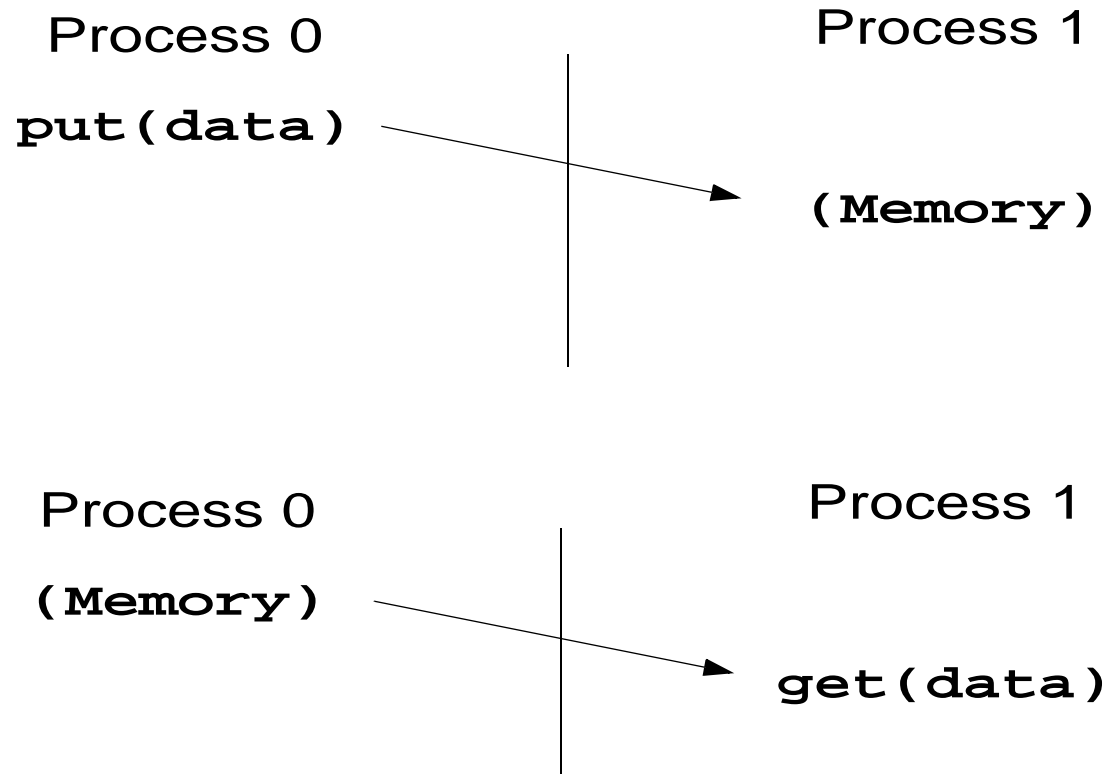 Process 0
Process 1
put(data)
(Memory)
Process 0
Process 1
(Memory)
get(data)